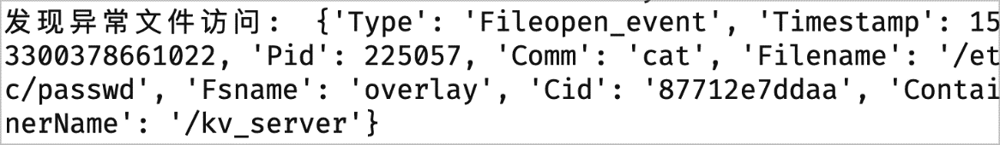 发现异常文件访问： {'Type': 'Fileopen_event', 'Timestamp': 15
3300378661022, 'Pid': 225057, 'Comm': 'cat', 'Filename': '/et
c/passwd', 'Fsname': 'overlay', 'Cid': '87712e7ddaa', 'Contai
nerName': '/kv_server'}